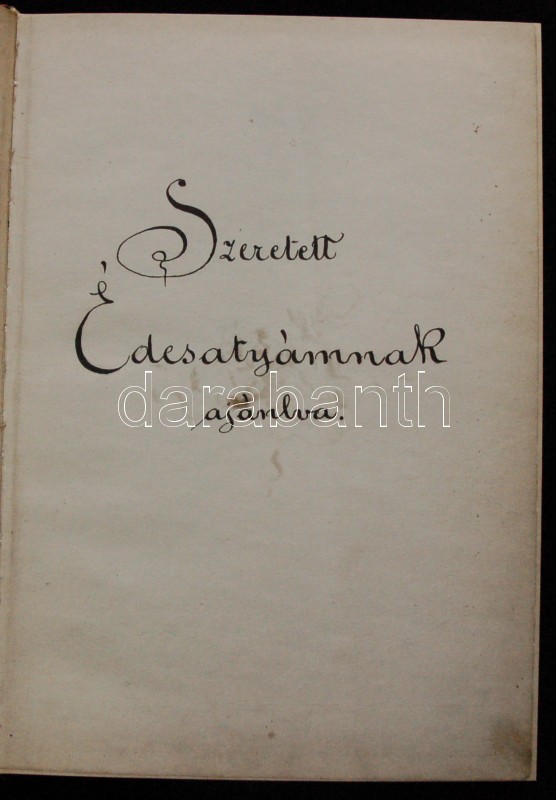 Szeretett
Édesatyámnak
darabanth
ajánlva.